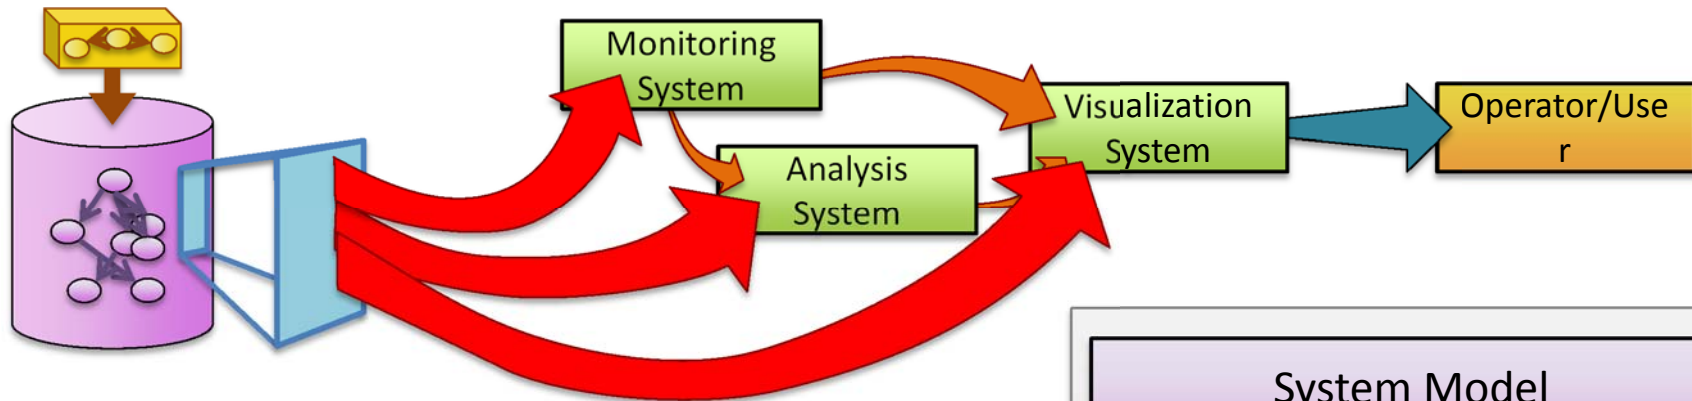 Monitoring
System
Visualization
System
Operator/Use
r
Analysis
System
System Model